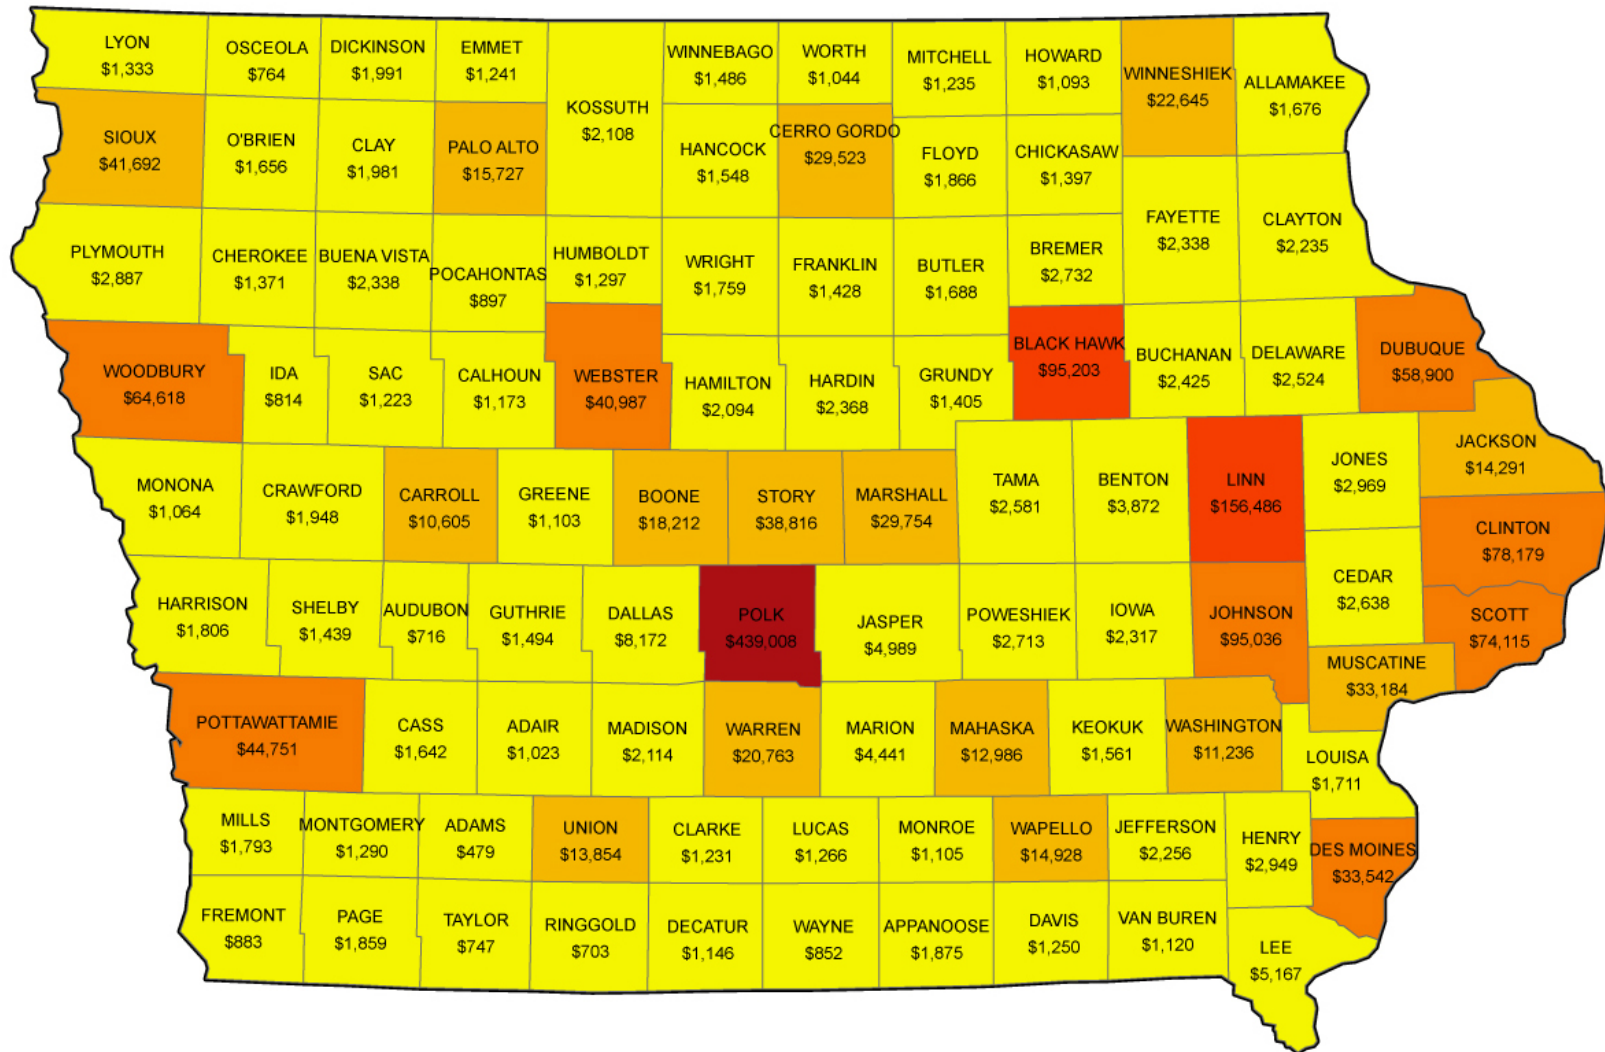 LYON
$1,333
OSCEOLA
$764
DICKINSON
$1,991
EMMET
$1,241
KOSSUTH
$2,108
WINNEBAGO
$1,486
WORTH
$1,044
MITCHELL
$1,235
HOWARD
$1,093
WINNESHIEK
$22,645
ALLAMAKEE
$1,676
SIOUX
$41,692
O'BRIEN
$1,656
CLAY
$1,981
PALO ALTO
$15,727
HANCOCK
$1,548
CERRO GORDO
$29,523
FLOYD
$1,866
CHICKASAW
$1,397
FAYETTE
$2,338
CLAYTON
$2,235
PLYMOUTH
$2,887
CHEROKEE
$1,371
BUENA VISTA
$2,338
POCAHONTAS
$897
HUMBOLDT
$1,297
WRIGHT
$1,759
FRANKLIN
$1,428
BUTLER
$1,688
BREMER
$2,732
WOODBURY
$64,618
IDA
$814
SAC
$1,223
CALHOUN
$1,173
WEBSTER
$40,987
HAMILTON
$2,094
HARDIN
$2,368
GRUNDY
$1,405
BLACK HAWK
$95,203
BUCHANAN
$2,425
DELAWARE
$2,524
DUBUQUE
$58,900
MONONA
$1,064
CRAWFORD
$1,948
CARROLL
$10,605
GREENE
$1,103
BOONE
$18,212
STORY
$38,816
MARSHALL
$29,754
TAMA
$2,581
BENTON
$3,872
LINN
$156,486
JONES
$2,969
JACKSON
$14,291
CLINTON
$78,179
HARRISON
$1,806
SHELBY
$1,439
AUDUBON
$716
GUTHRIE
$1,494
DALLAS
$8,172
POLK
$439,008
JASPER
$4,989
POWESHIEK
$2,713
IOWA
$2,317
JOHNSON
$95,036
CEDAR
$2,638
SCOTT
$74,115
MUSCATINE
$33,184
POTTAWATTAMIE
$44,751
CASS
$1,642
ADAIR
$1,023
MADISON
$2,114
WARREN
$20,763
MARION
$4,441
MAHASKA
$12,986
KEOKUK
$1,561
WASHINGTON
$11,236
LOUISA
$1,711
MILLS
$1,793
MONTGOMERY
$1,290
ADAMS
$479
UNION
$13,854
CLARKE
$1,231
LUCAS
$1,266
MONROE
$1,105
WAPELLO
$14,928
JEFFERSON
$2,256
HENRY
$2,949
DES MOINES
$33,542
FREMONT
$883
PAGE
$1,859
TAYLOR
$747
RINGGOLD
$703
DECATUR
$1,146
WAYNE
$852
APPANOOSE
$1,875
DAVIS
$1,250
VAN BUREN
$1,120
LEE
$5,167